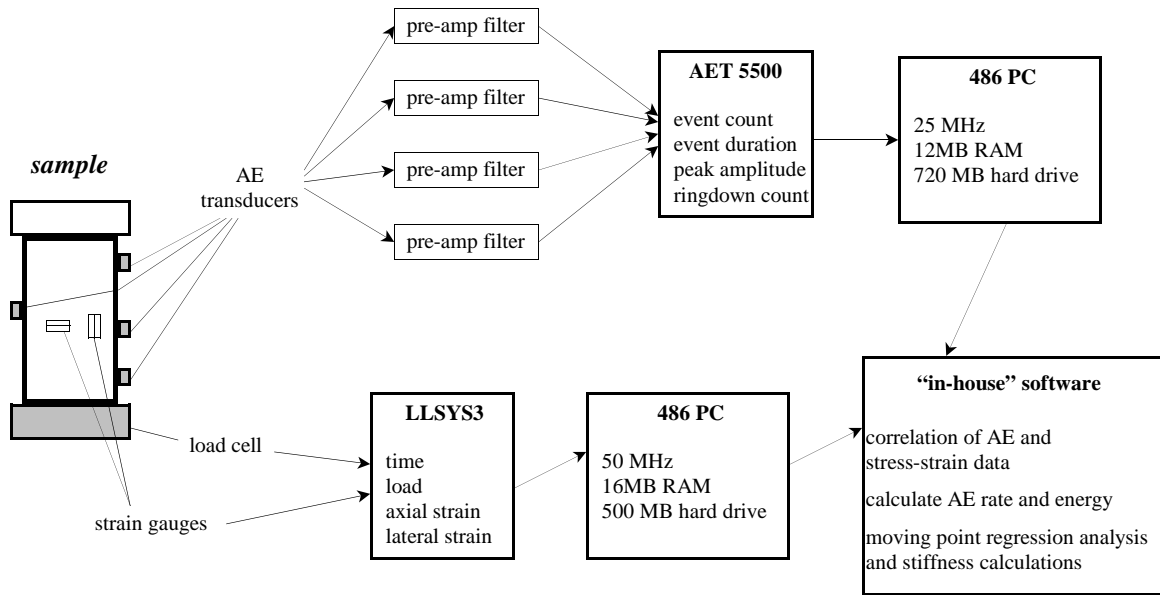 pre-amp filter
pre-amp filter
pre-amp filter
pre-amp filter
AET 5500
event count
event duration
peak amplitude
ringdown count
486 PC
25 MHz
12MB RAM
720 MB hard drive
sample
AE
transducers
load cell
strain gauges
LLSYS3
time
load
axial strain
lateral strain
486 PC
50 MHz
16MB RAM
500 MB hard drive
“in-house” software
correlation of AE and
stress-strain data
calculate AE rate and energy
moving point regression analysis
and stiffness calculations